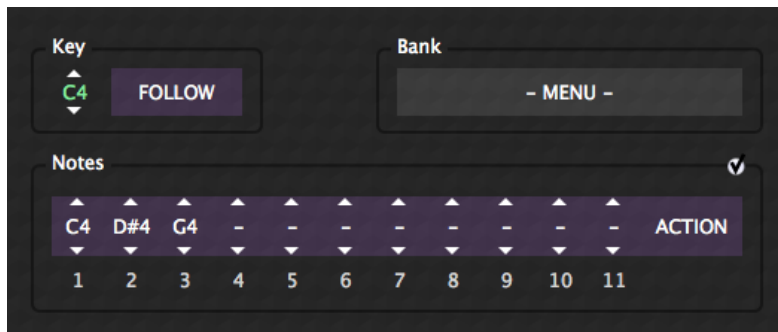 Key
Bank
C4 FOLLOW
– MENU –
Notes
C4 D#4 G4 – – – – – – – – ACTION
1 2 3 4 5 6 7 8 9 10 11